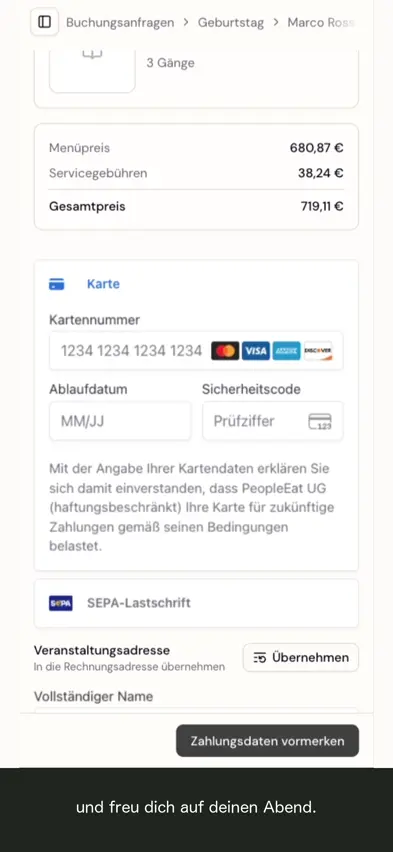 Buchungsanfragen > Geburtstag > Marco Ross
3 Gänge
Menüpreis 680,87 €
Servicegebühren 38,24 €
Gesamtpreis 719,11 €
Karte
Kartennummer
1234 1234 1234 1234 VISA AMERICAN EXPRESS DISCOVER
Ablaufdatum Sicherheitscode
MM/JJ Prüfziffer 123
Mit der Angabe Ihrer Kartendaten erklären Sie
sich damit einverstanden, dass PeopleEat UG
(haftungsbeschränkt) Ihre Karte für zukünftige
Zahlungen gemäß seinen Bedingungen
belastet.
SEPA SEPA-Lastschrift
Veranstaltungsadresse
In die Rechnungsadresse übernehmen
Übernehmen
Vollständiger Name
Zahlungsdaten vormerken
und freu dich auf deinen Abend.